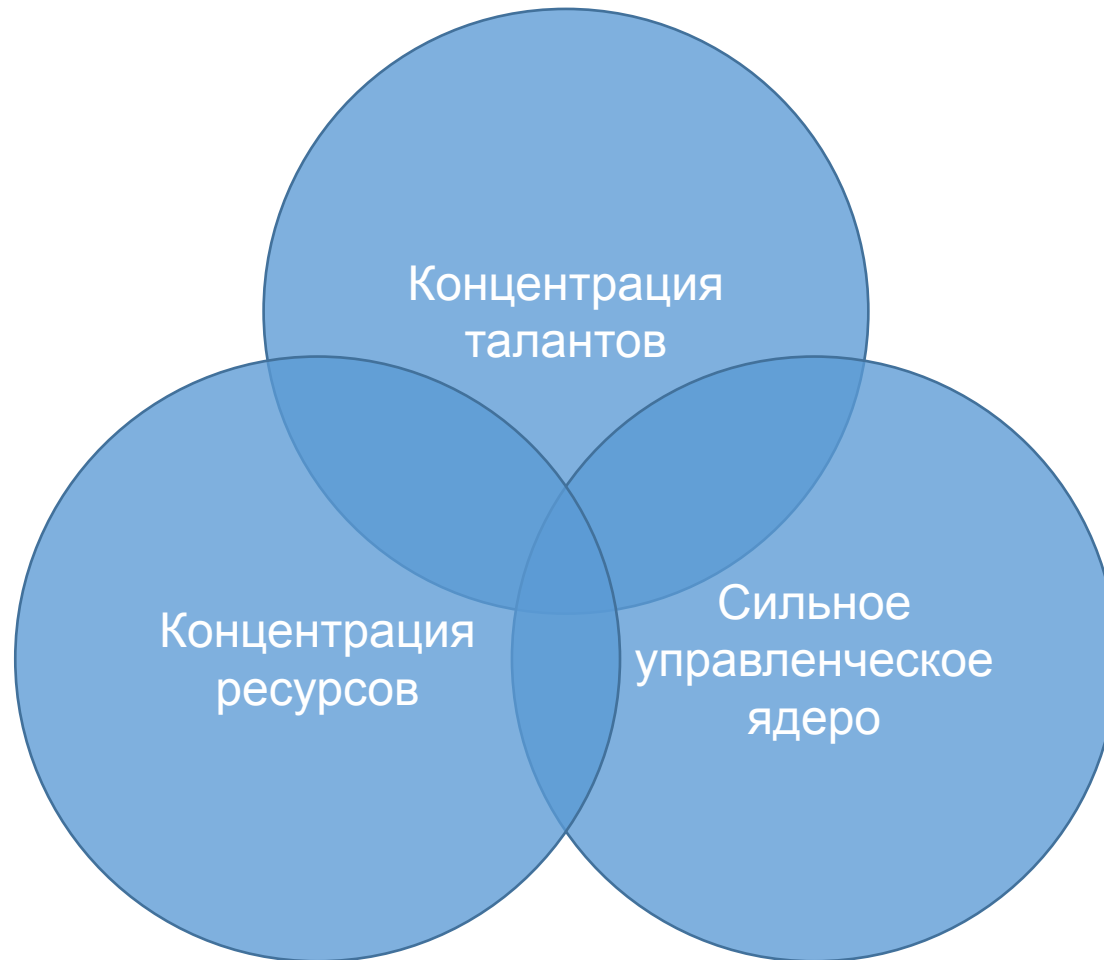 Концентрация
талантов
Концентрация
ресурсов
Сильное
управленческое
ядеро